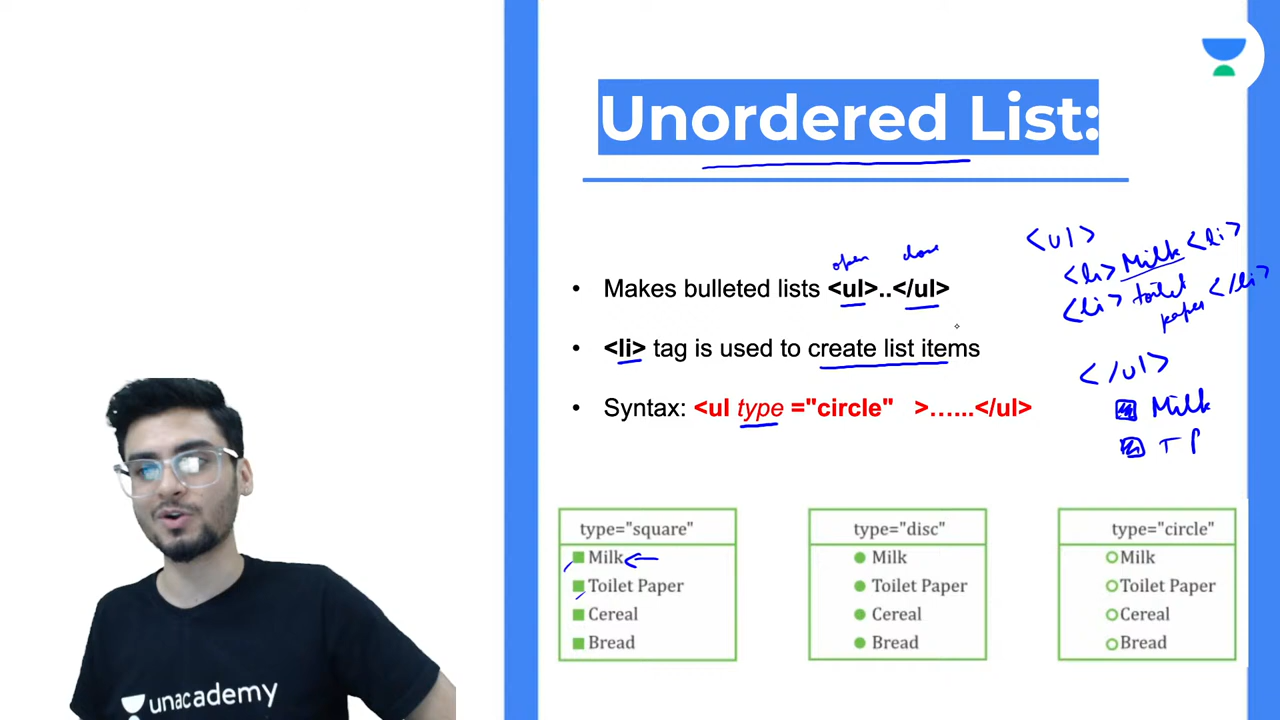 Unordered List:
open close
Makes bulleted lists <ul>..</ul>
<li> tag is used to create list items
Syntax: <ul type ="circle" >......</ul>
<ul>
<li> Milk <li>
<li> toilet paper </li>
</ul>
Milk
T P
type="square"
Milk
Toilet Paper
Cereal
Bread
type="disc"
Milk
Toilet Paper
Cereal
Bread
type="circle"
Milk
Toilet Paper
Cereal
Bread
unacademy